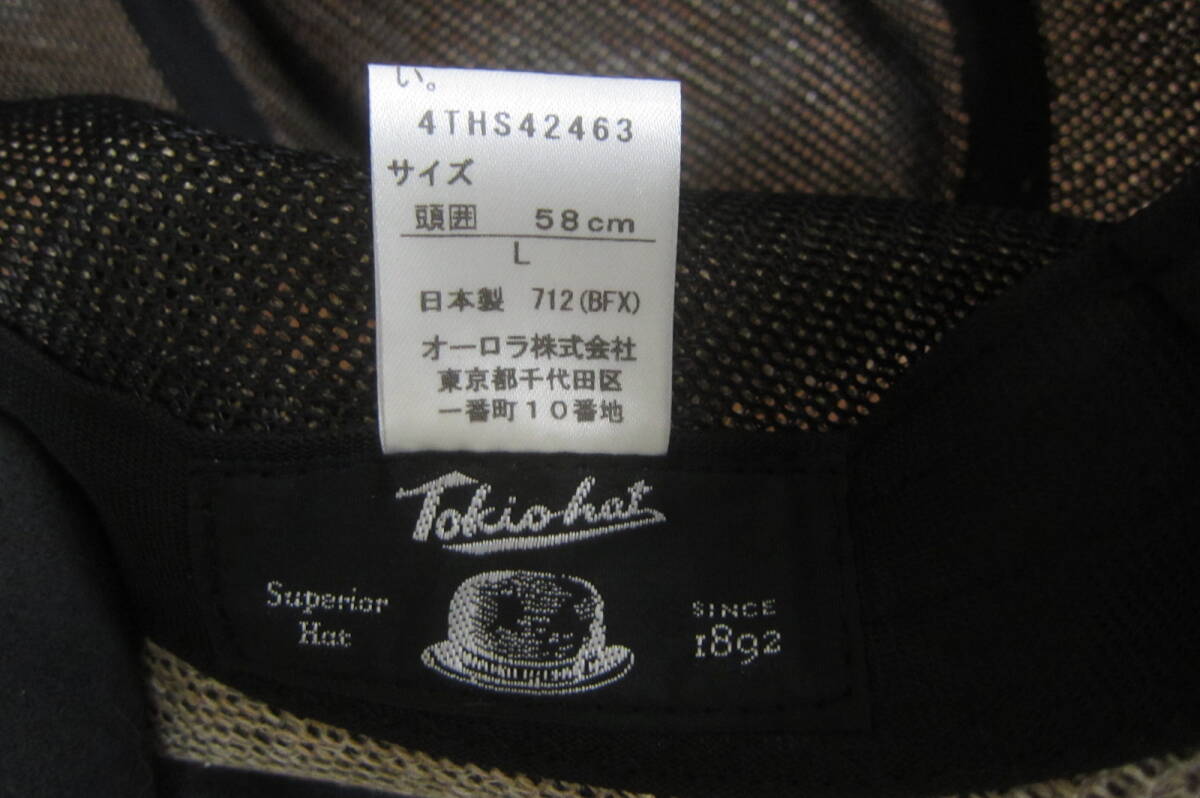 い。
4THS42463
サイズ
頭囲 58cm
L
日本製 712(BFX)
オーロラ株式会社
東京都千代田区
一番町10番地
Tokio hat
Superior
Hat
SINCE
1892